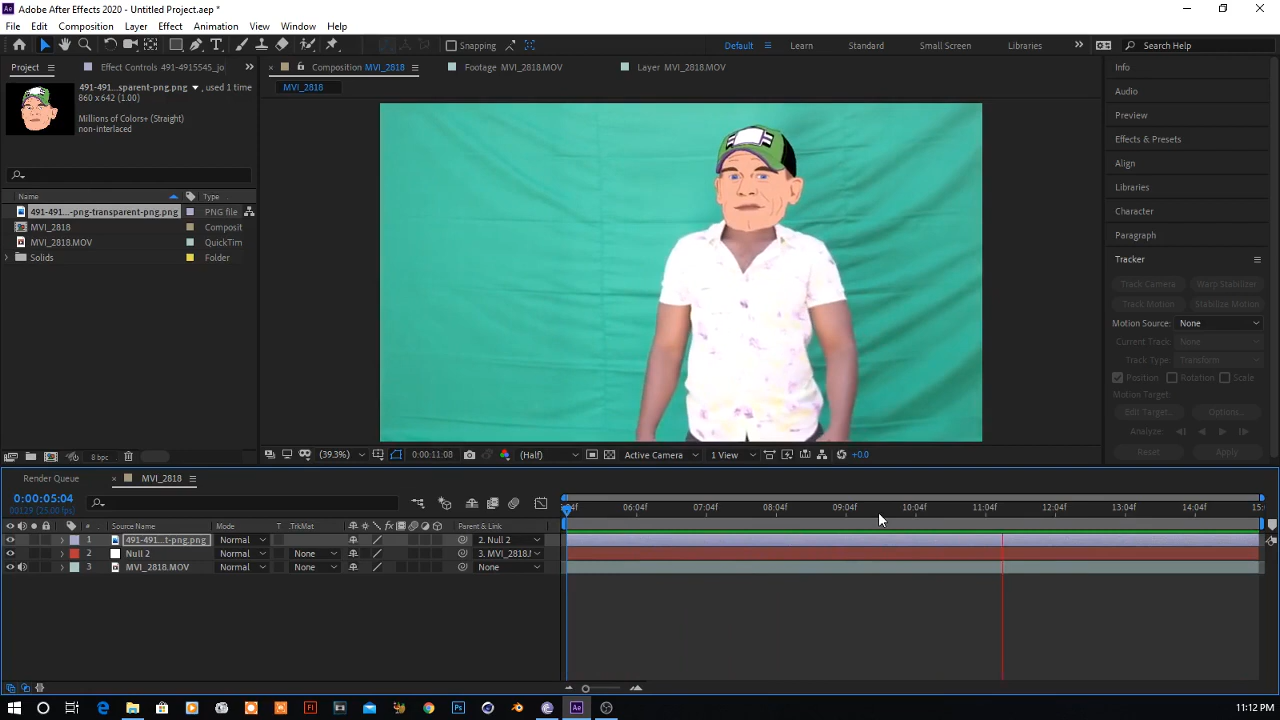 Adobe After Effects 2020 - Untitled Project.aep *
File Edit Composition Layer Effect Animation View Window Help
Snapping
Default Learn Standard Small Screen Libraries Search Help
Project Effect Controls 491-4915545_jo
Composition MVI_2818 Footage MVI_2818.MOV Layer MVI_2818.MOV
MVI_2818
491-491...sparent-png.png , used 1 time
860 x 642 (1.00)
Millions of Colors+ (Straight)
non-interlaced
Name Type
491-491...-png-transparent-png.png PNG file
MVI_2818 Composit
MVI_2818.MOV QuickTim
Solids Folder
8 bpc
Info
Audio
Preview
Effects & Presets
Align
Libraries
Character
Paragraph
Tracker
Track Camera Warp Stabilizer
Track Motion Stabilize Motion
Motion Source: None
Current Track: None
Track Type: Transform
Position Rotation Scale
Motion Target:
Edit Target... Options...
Analyze:
Reset Apply
(39.3%) 0:00:11:08 (Half) Active Camera 1 View +0.0
Render Queue MVI_2818
0:00:05:04
00129 (25.00 fps)
06:04f 07:04f 08:04f 09:04f 10:04f 11:04f 12:04f 13:04f 14:04f 15:
# Source Name Mode T .TrkMat Parent & Link
1 491-491...t-png.png Normal 2. Null 2
2 Null 2 Normal None 3. MVI_2818.
3 MVI_2818.MOV Normal None None
11:12 PM